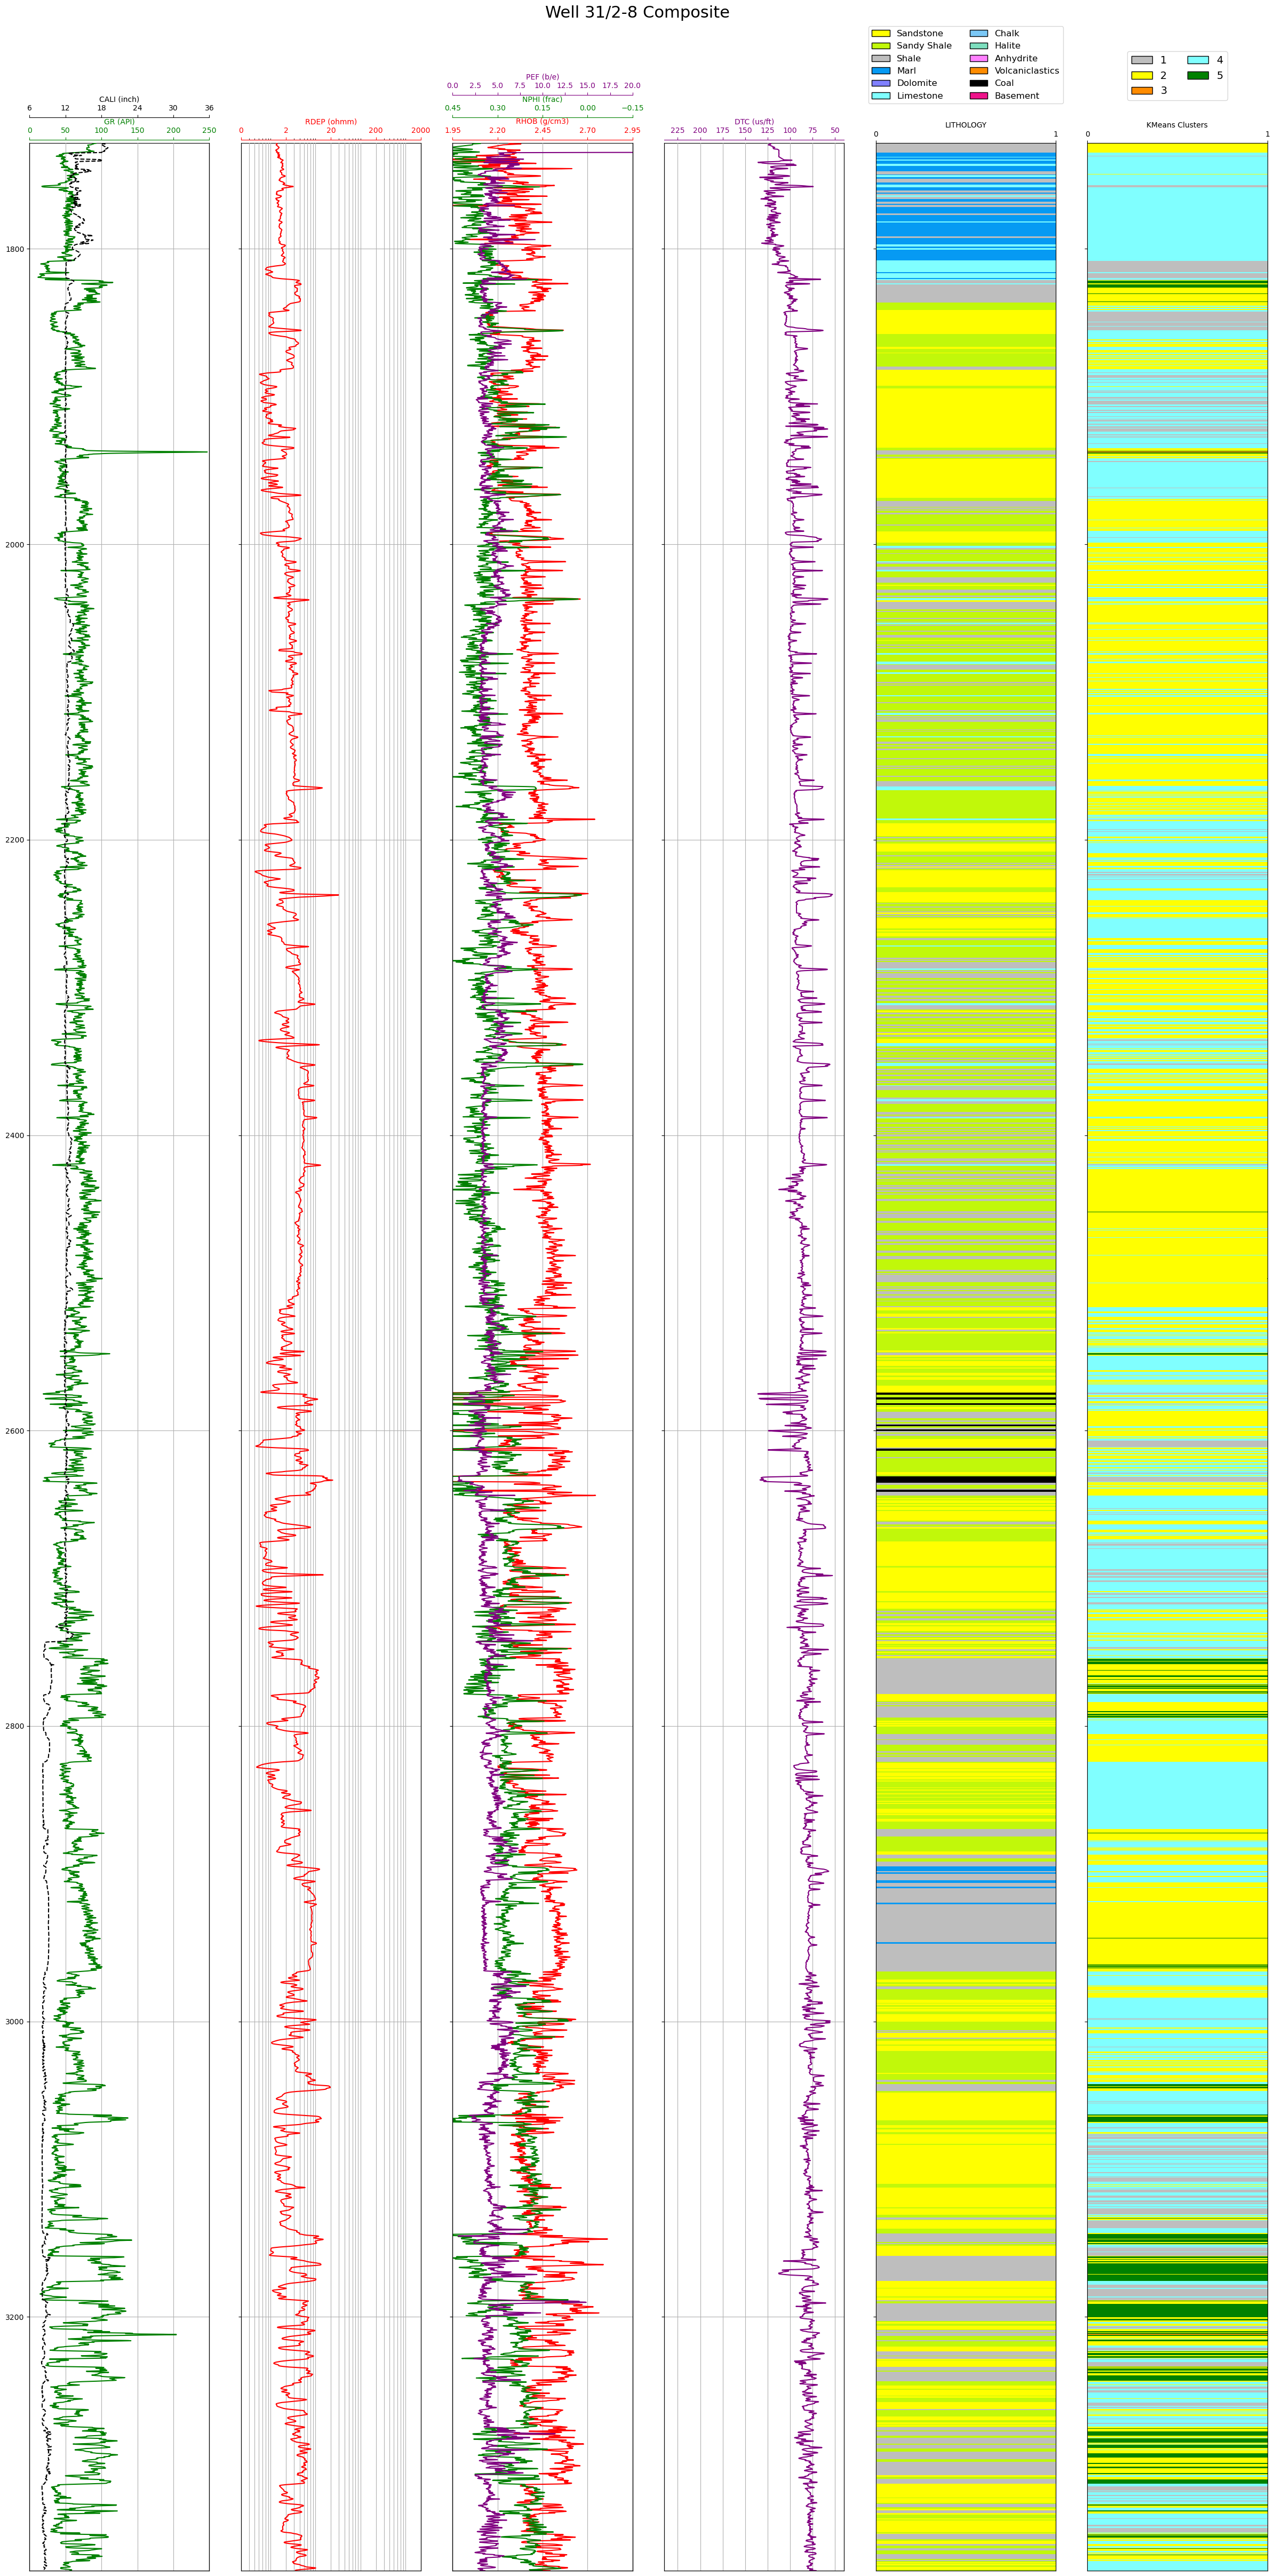 Well 31/2-8 Composite
Sandstone Chalk
Sandy Shale Halite
Shale Anhydrite
Marl Volcaniclastics
Dolomite Coal
Limestone Basement
1 4
2 5
3
PEF (b/e)
0.0 2.5 5.0 7.5 10.0 12.5 15.0 17.5 20.0
CALI (inch)
6 12 18 24 30 36
NPHI (frac)
0.45 0.30 0.15 0.00 −0.15
GR (API)
0 50 100 150 200 250
RDEP (ohmm)
0 2 20 200 2000
RHOB (g/cm3)
1.95 2.20 2.45 2.70 2.95
DTC (us/ft)
225 200 175 150 125 100 75 50
LITHOLOGY
0 1
KMeans Clusters
0 1
1800
2000
2200
2400
2600
2800
3000
3200